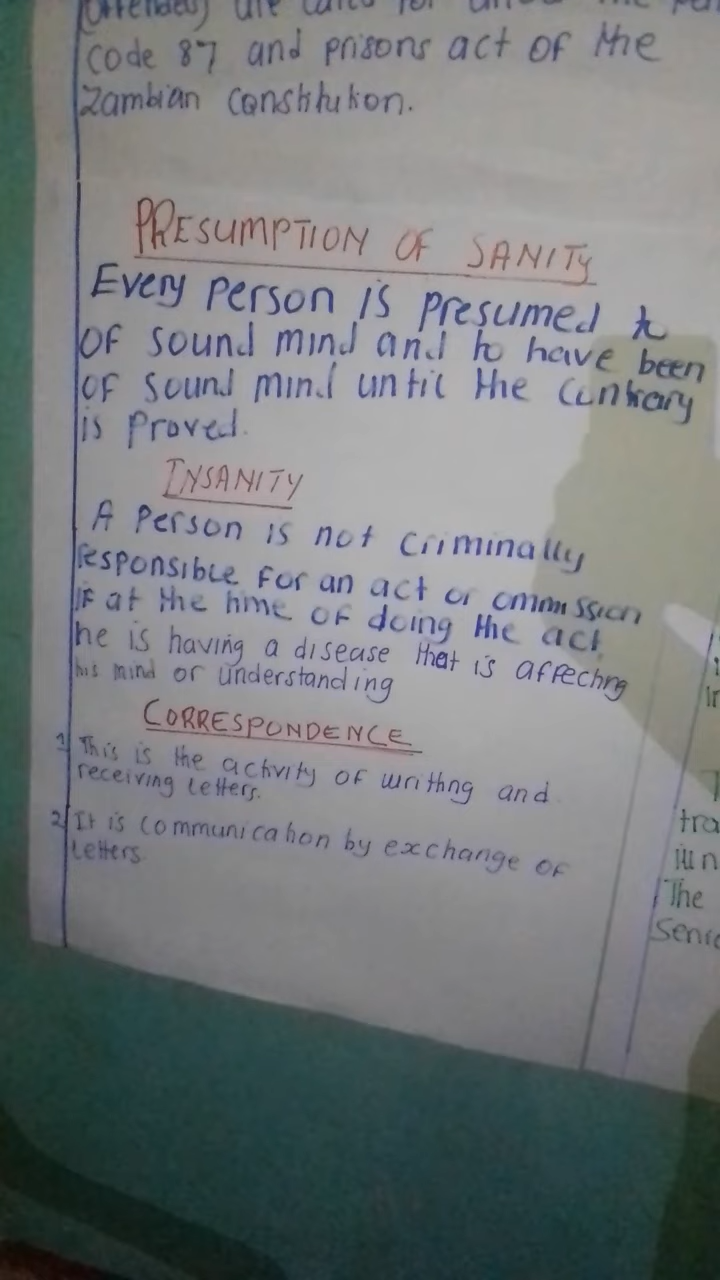 code 87 and prisons act of the
Zambian constitution.
PRESUMPTION OF SANITY
Every person is presumed to
of sound mind and to have been
of sound mind until the contrary
is proved.
INSANITY
A Person is not criminally
responsible for an act or ommission
if at the time of doing the act
he is having a disease that is affecting
his mind or understanding
CORRESPONDENCE
1 This is the activity of writing and
receiving letters.
2 It is communication by exchange of
letters.
The